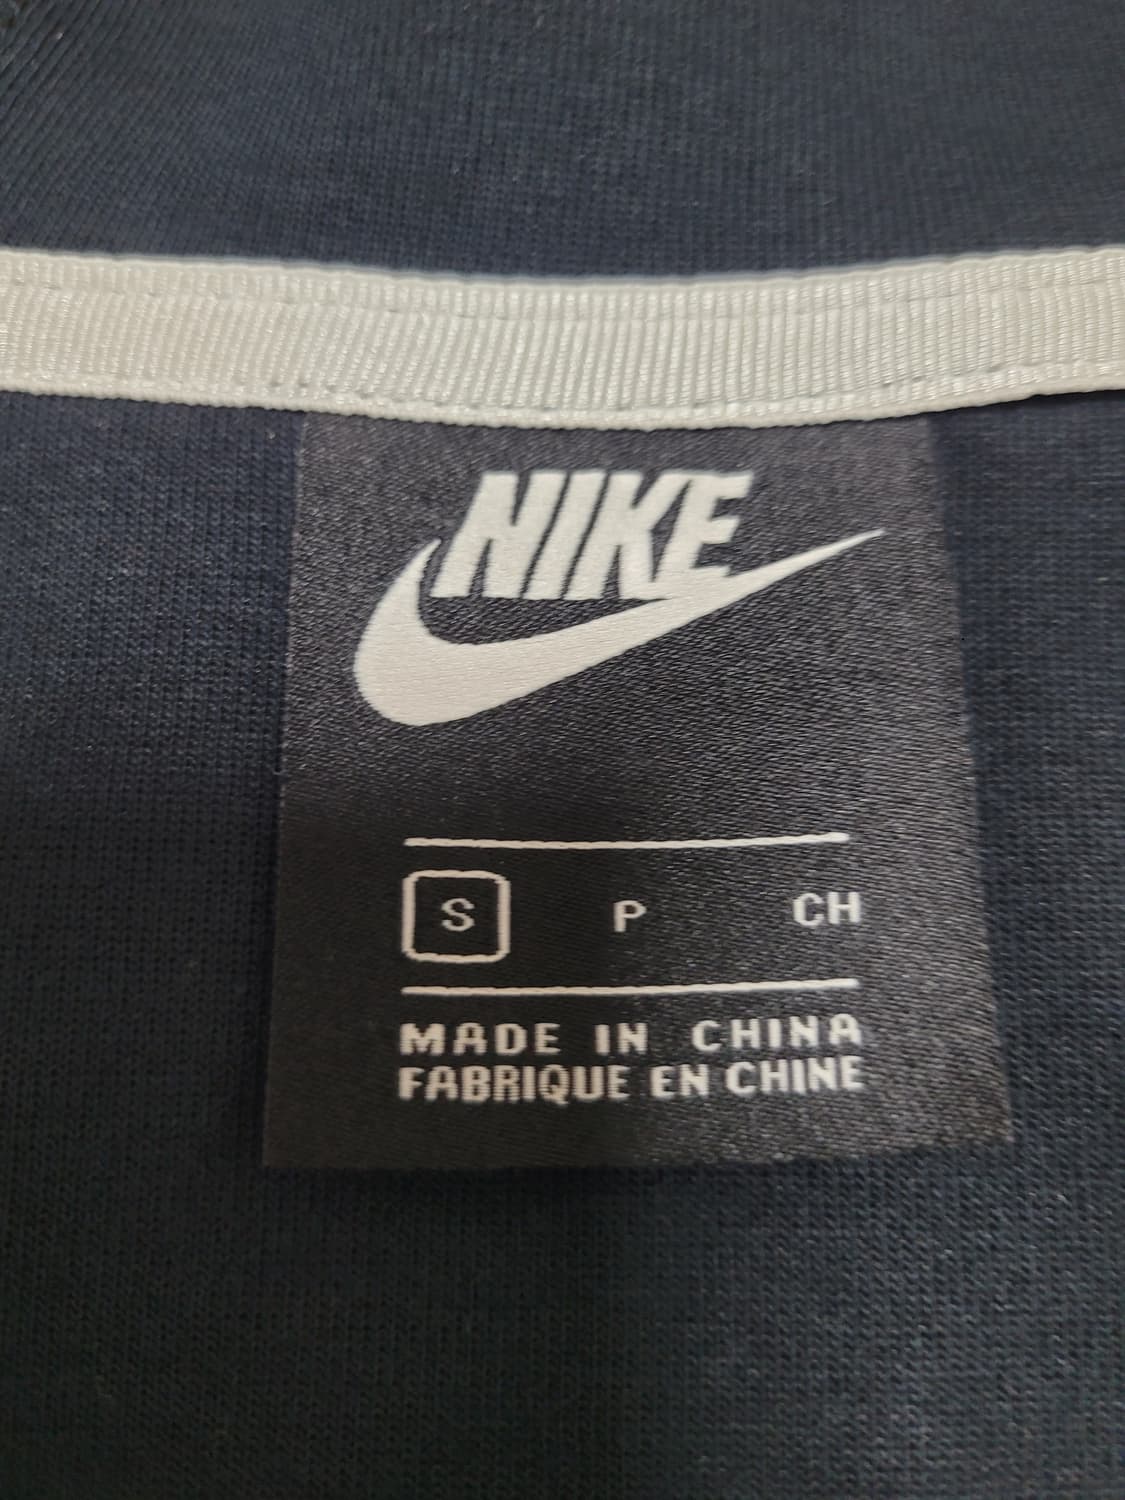 NIKE
S P CH
MADE IN CHINA
FABRIQUE EN CHINE